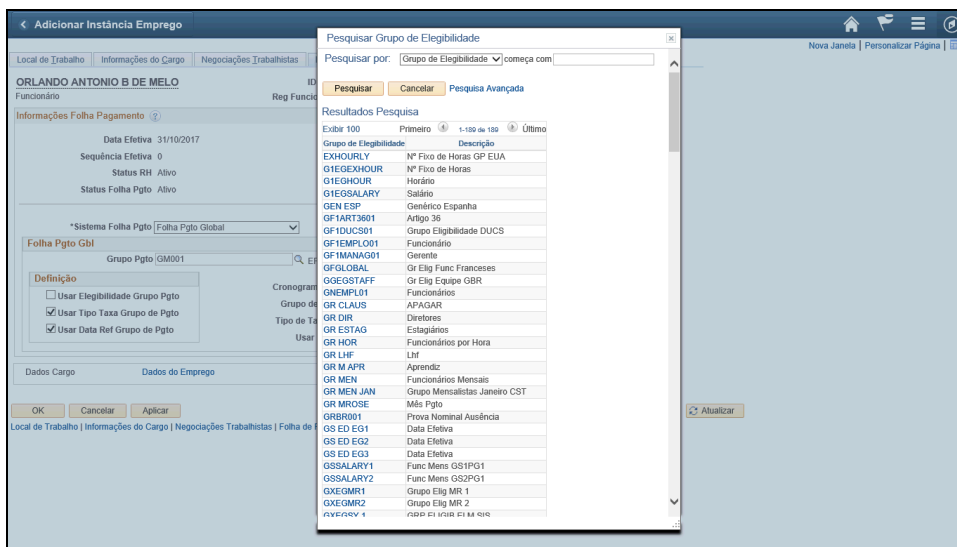 Adicionar Instância Emprego
Nova Janela | Personalizar Página |
Local de Trabalho
Informações do Cargo
Negociações Trabalhistas
ORLANDO ANTONIO B DE MELO
ID
Funcionário
Reg Funcio
Informações Folha Pagamento
Data Efetiva 31/10/2017
Sequência Efetiva 0
Status RH Ativo
Status Folha Pgto Ativo
*Sistema Folha Pgto Folha Pgto Global
Folha Pgto Gbl
Grupo Pgto GM001
Definição
Usar Elegibilidade Grupo Pgto
Usar Tipo Taxa Grupo de Pgto
Usar Data Ref Grupo de Pgto
Cronogram
Grupo de
Tipo de Ta
Usar
Dados Cargo
Dados do Emprego
OK
Cancelar
Aplicar
Atualizar
Local de Trabalho | Informações do Cargo | Negociações Trabalhistas | Folha de
Pesquisar Grupo de Elegibilidade
Pesquisar por: Grupo de Elegibilidade começa com
Pesquisar
Cancelar
Pesquisa Avançada
Resultados Pesquisa
Exibir 100 Primeiro 1-189 de 189 Último
Grupo de Elegibilidade Descrição
EXHOURLY Nº Fixo de Horas GP EUA
G1EGEXHOUR Nº Fixo de Horas
G1EGHOUR Horário
G1EGSALARY Salário
GEN ESP Genérico Espanha
GF1ART3601 Artigo 36
GF1DUCS01 Grupo Eligibilidade DUCS
GF1EMPLO01 Funcionário
GF1MANAG01 Gerente
GFGLOBAL Gr Elig Func Franceses
GGEGSTAFF Gr Elig Equipe GBR
GNEMPL01 Funcionários
GR CLAUS APAGAR
GR DIR Diretores
GR ESTAG Estagiários
GR HOR Funcionários por Hora
GR LHF Lhf
GR M APR Aprendiz
GR MEN Funcionários Mensais
GR MEN JAN Grupo Mensalistas Janeiro CST
GR MROSE Mês Pgto
GRBR001 Prova Nominal Ausência
GS ED EG1 Data Efetiva
GS ED EG2 Data Efetiva
GS ED EG3 Data Efetiva
GSSALARY1 Func Mens GS1PG1
GSSALARY2 Func Mens GS2PG1
GXEGMR1 Grupo Elig MR 1
GXEGMR2 Grupo Elig MR 2
GXEGSY 1 GRP ELIGIB ELM SIS